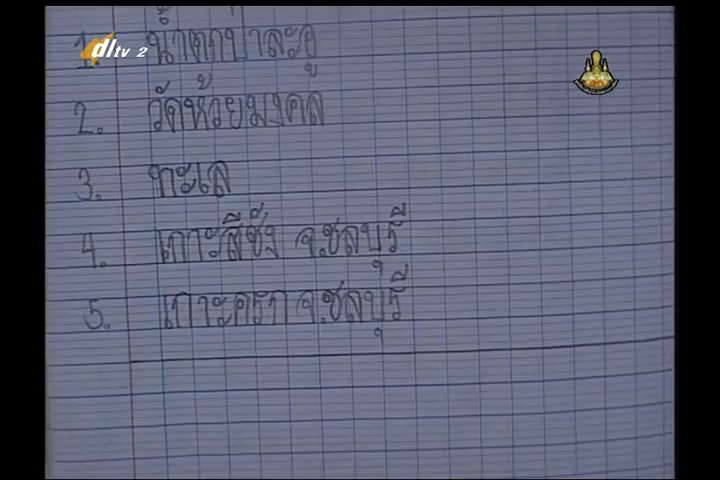 dltv 2
1. น้ำตกป่าละอู
2. วัดห้วยมงคล
3. ทะเล
4. เกาะสีชัง จ.ชลบุรี
5. เกาะครก จ.ชลบุรี